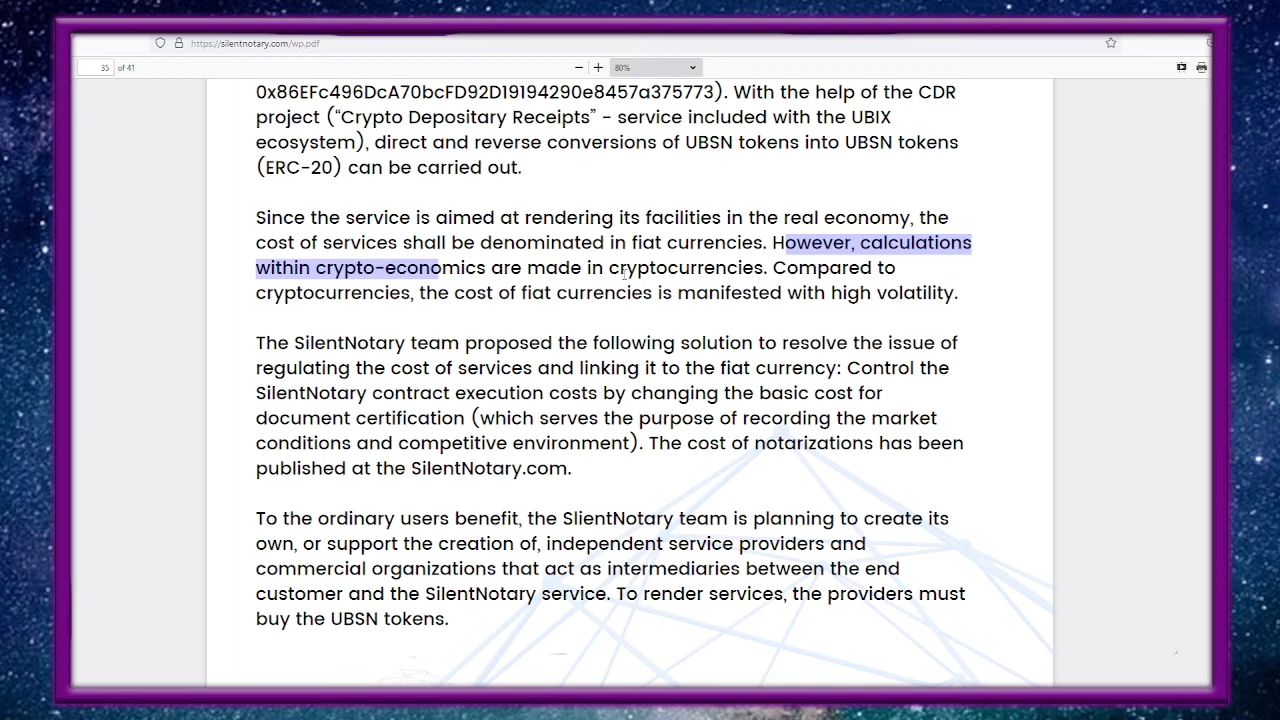 https://silentnotary.com/wp.pdf
35 of 41
80%
0x86EFc496DcA70bcFD92D19194290e8457a375773). With the help of the CDR
project (“Crypto Depositary Receipts” - service included with the UBIX
ecosystem), direct and reverse conversions of UBSN tokens into UBSN tokens
(ERC-20) can be carried out.
Since the service is aimed at rendering its facilities in the real economy, the
cost of services shall be denominated in fiat currencies. However, calculations
within crypto-economics are made in cryptocurrencies. Compared to
cryptocurrencies, the cost of fiat currencies is manifested with high volatility.
The SilentNotary team proposed the following solution to resolve the issue of
regulating the cost of services and linking it to the fiat currency: Control the
SilentNotary contract execution costs by changing the basic cost for
document certification (which serves the purpose of recording the market
conditions and competitive environment). The cost of notarizations has been
published at the SilentNotary.com.
To the ordinary users benefit, the SlientNotary team is planning to create its
own, or support the creation of, independent service providers and
commercial organizations that act as intermediaries between the end
customer and the SilentNotary service. To render services, the providers must
buy the UBSN tokens.